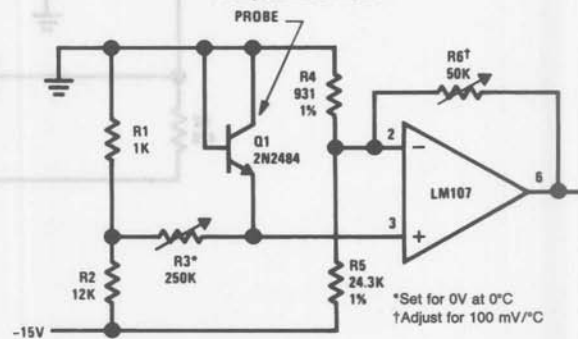 PROBE
R1
1K
Q1
2N2484
R4
931
1%
R6†
50K
2
6
LM107
3
R3*
250K
R2
12K
R5
24.3K
1%
*Set for 0V at 0°C
†Adjust for 100 mV/°C
-15V